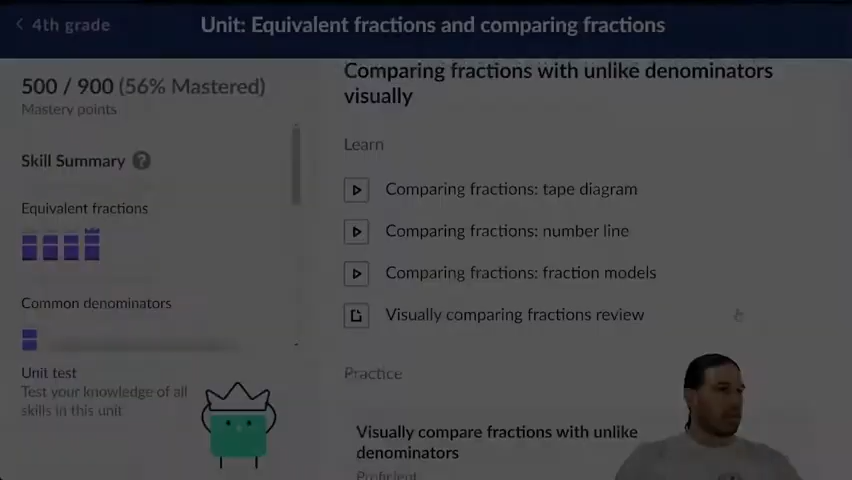 4th grade
Unit: Equivalent fractions and comparing fractions
500 / 900 (56% Mastered)
Mastery points
Skill Summary ?
Equivalent fractions
Common denominators
Unit test
Test your knowledge of all
skills in this unit
Comparing fractions with unlike denominators
visually
Learn
Comparing fractions: tape diagram
Comparing fractions: number line
Comparing fractions: fraction models
Visually comparing fractions review
Practice
Visually compare fractions with unlike
denominators
Proficient